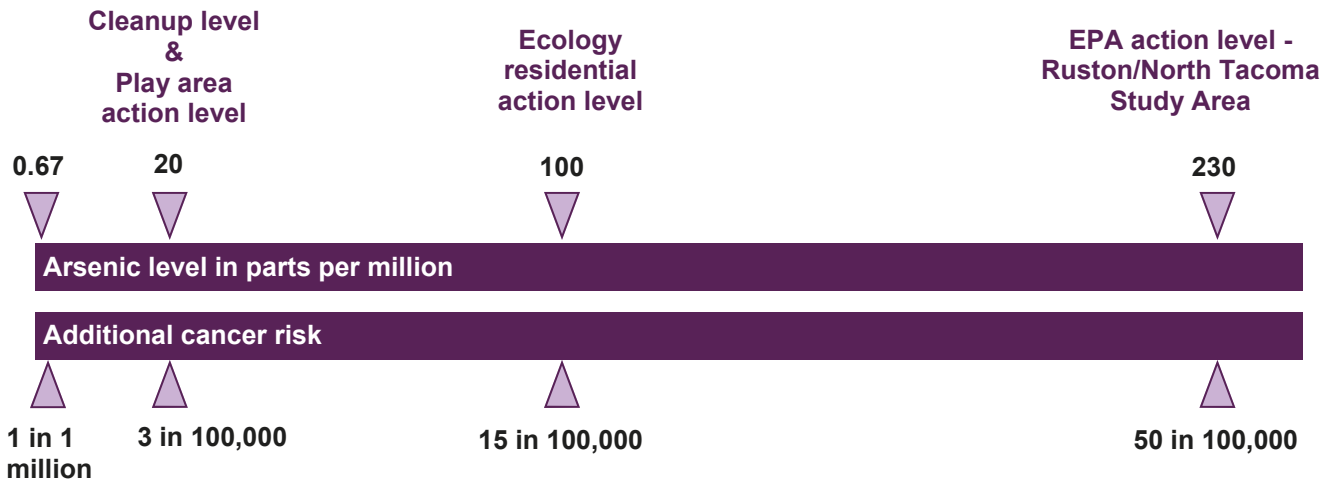 Cleanup level
&
Play area
action level
Ecology
residential
action level
EPA action level -
Ruston/North Tacoma
Study Area
0.67
20
100
230
Arsenic level in parts per million
Additional cancer risk
1 in 1
million
3 in 100,000
15 in 100,000
50 in 100,000